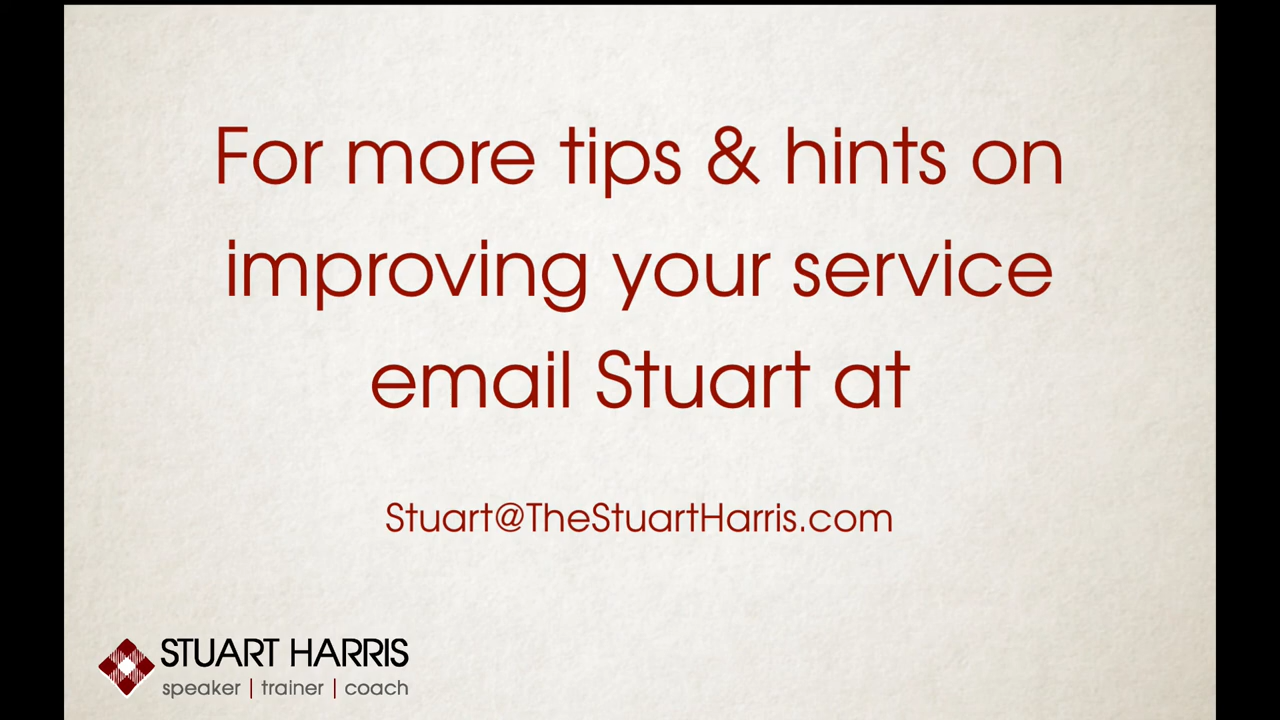 For more tips & hints on
improving your service
email Stuart at
Stuart@TheStuartHarris.com
STUART HARRIS
speaker | trainer | coach